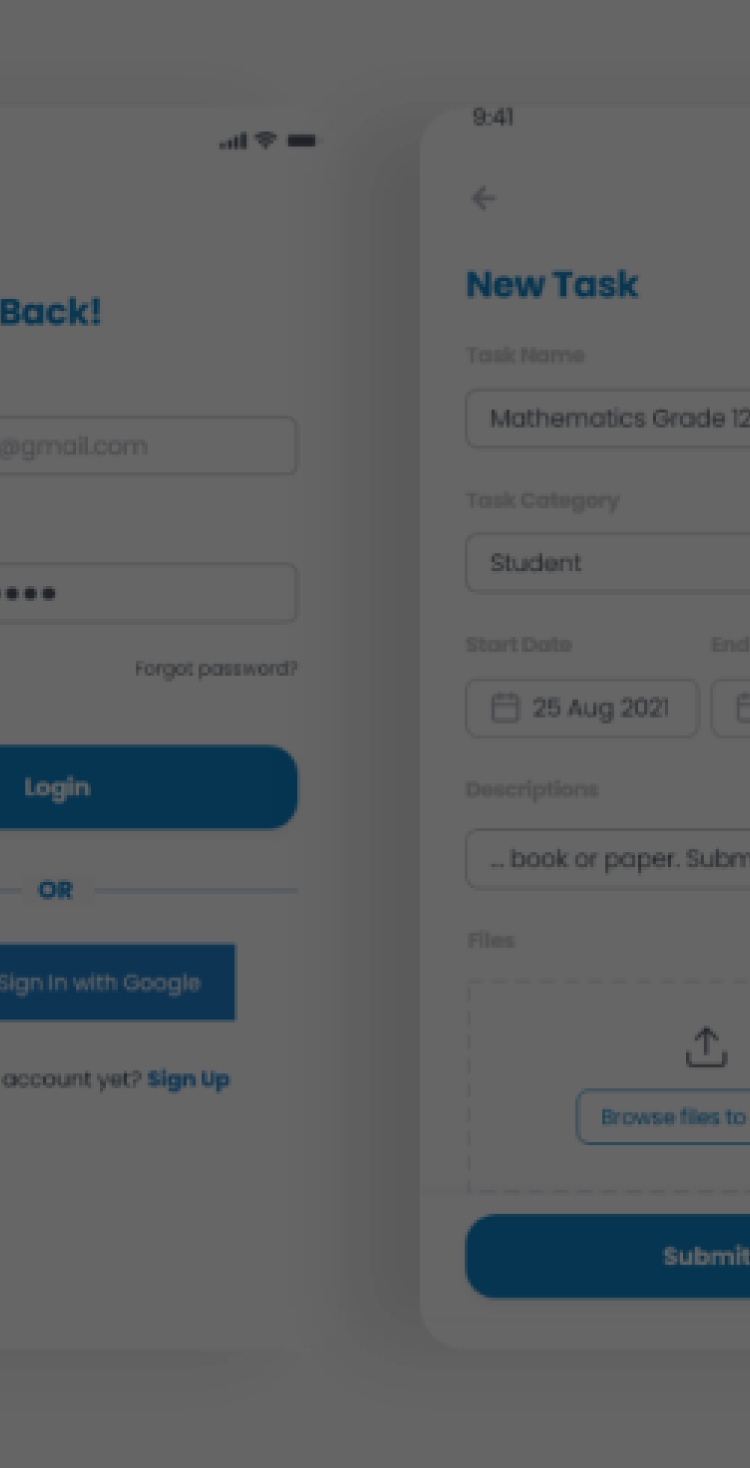 Back!
@gmail.com
Forgot password?
Login
OR
Sign In with Google
account yet? Sign Up
9:41
New Task
Task Name
Mathematics Grade 12
Task Category
Student
Start Date
End
25 Aug 2021
Descriptions
... book or paper. Subm
Files
Browse files to
Submit